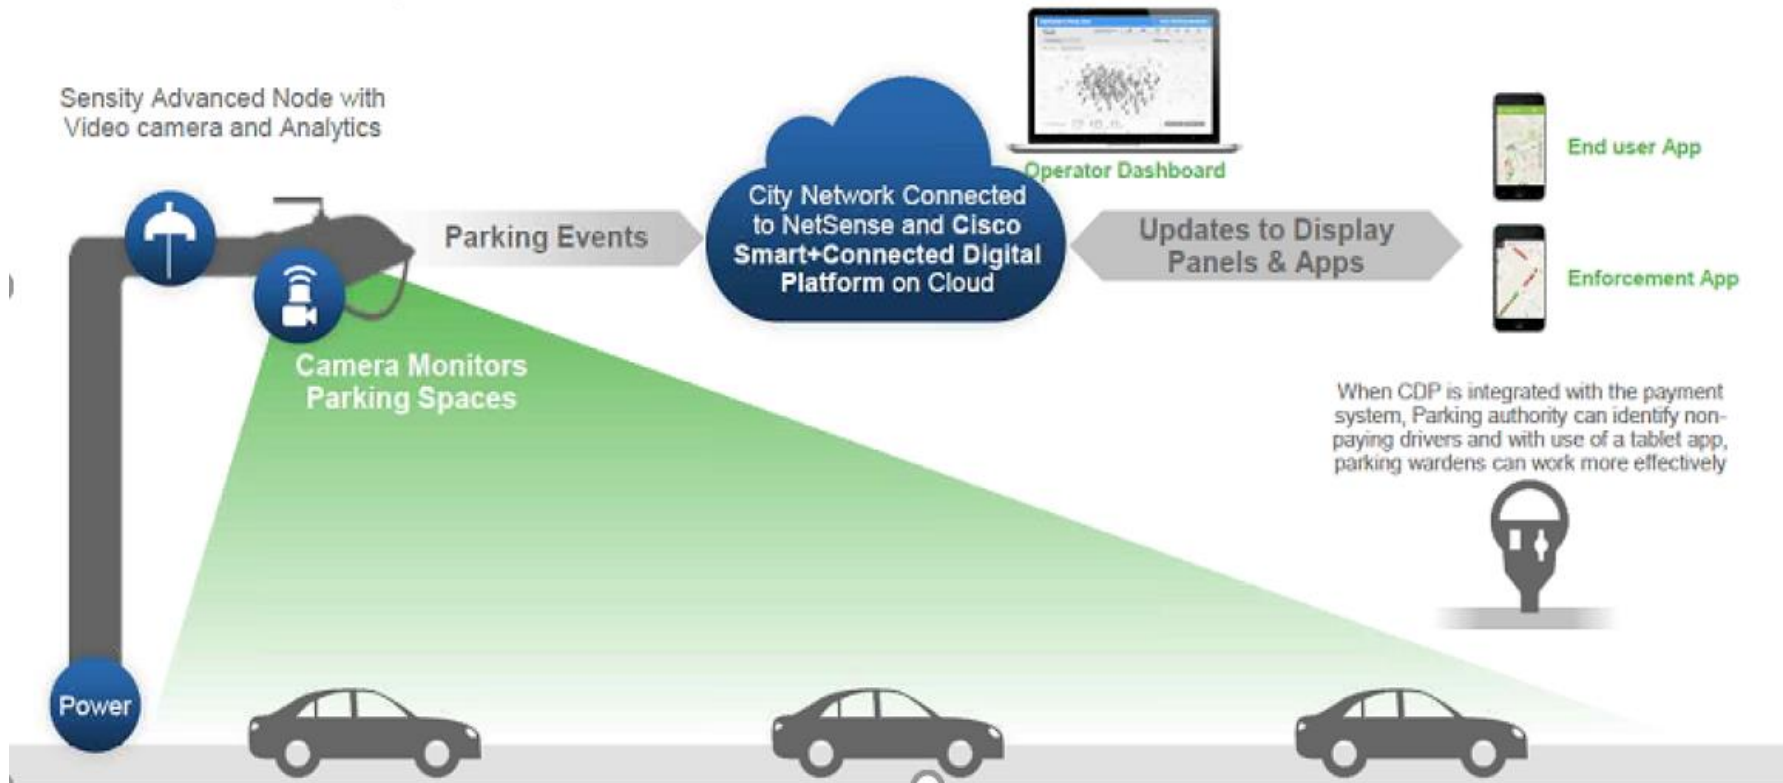 Sensity Advanced Node with
Video camera and Analytics
Parking Events
City Network Connected
to NetSense and Cisco
Smart+Connected Digital
Platform on Cloud
Operator Dashboard
Updates to Display
Panels & Apps
End user App
Enforcement App
Camera Monitors
Parking Spaces
When CDP is integrated with the payment
system, Parking authority can identify non-
paying drivers and with use of a tablet app,
parking wardens can work more effectively
Power